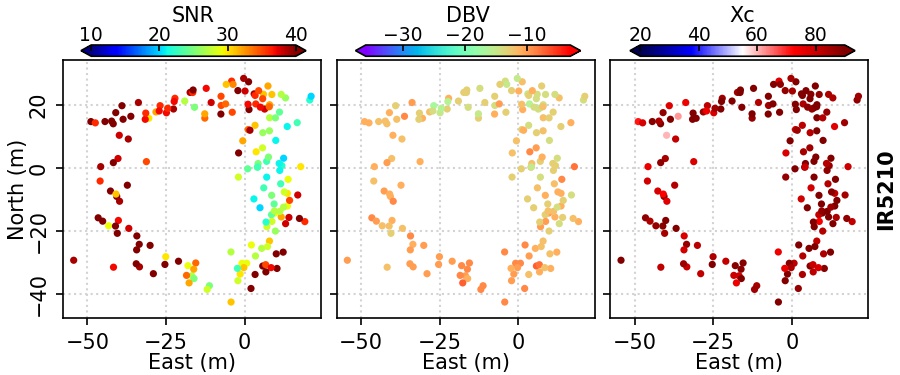 SNR DBV Xc
10 20 30 40 −30 −20 −10 20 40 60 80
20
0
−20
−40
North (m)
IR5210
−50 −25 0 −50 −25 0 −50 −25 0
East (m) East (m) East (m)